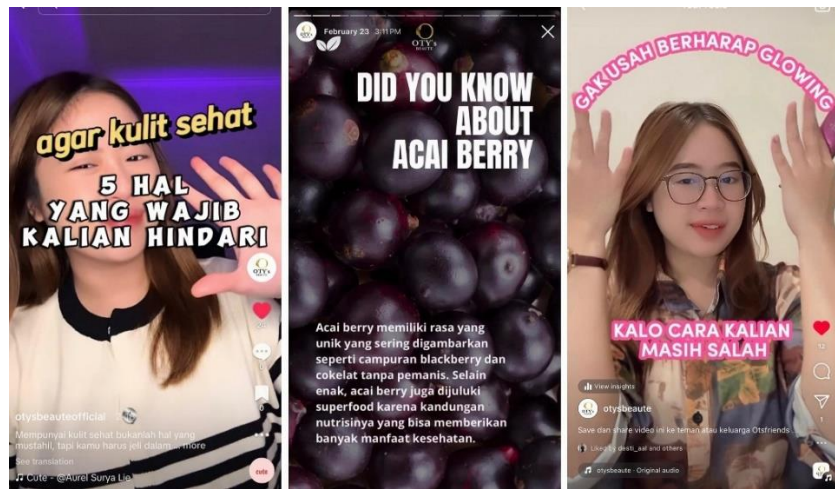 agar kulit sehat
5 HAL
YANG WAJIB
KALIAN HINDARI
OTY's
otysbeauteofficial
Mempunyai kulit sehat bukanlah hal yang
mustahil, tapi kamu harus jeli dalam... more
See translation
Cute - @Aurel Surya Lie
cute
February 23 3:11 PM
OTY's
BEAUTE
DID YOU KNOW
ABOUT
ACAI BERRY
Acai berry memiliki rasa yang
unik yang sering digambarkan
seperti campuran blackberry dan
cokelat tanpa pemanis. Selain
enak, acai berry juga dijuluki
superfood karena kandungan
nutrisinya yang bisa memberikan
banyak manfaat kesehatan.
GAK USAH BERHARAP GLOWING
KALO CARA KALIAN
MASIH SALAH
52
1
View insights
otysbeaute
Save dan share video ini ke teman atau keluarga Otsfriends
Liked by desti_aal and others
otysbeaute · Original audio